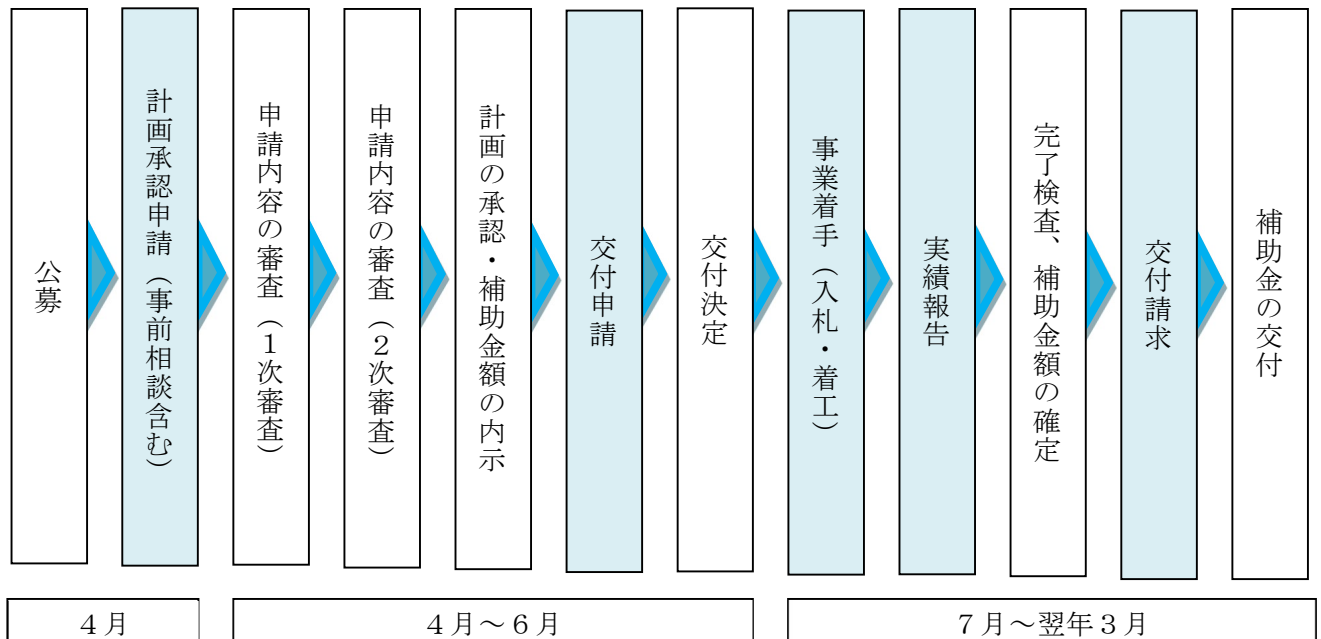 公募
計画承認申請（事前相談含む）
申請内容の審査（１次審査）
申請内容の審査（２次審査）
計画の承認・補助金額の内示
交付申請
交付決定
事業着手（入札・着工）
実績報告
完了検査、補助金額の確定
交付請求
補助金の交付
４月
４月～６月
７月～翌年３月